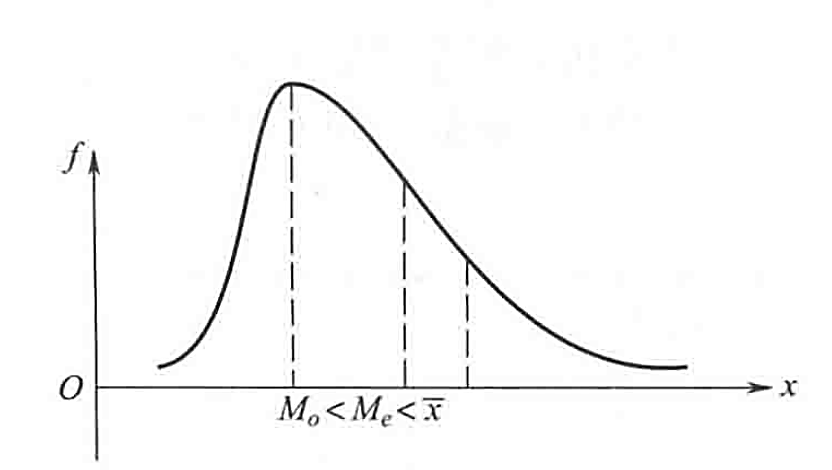 f
O
x
Mₒ < Mₑ < x̄